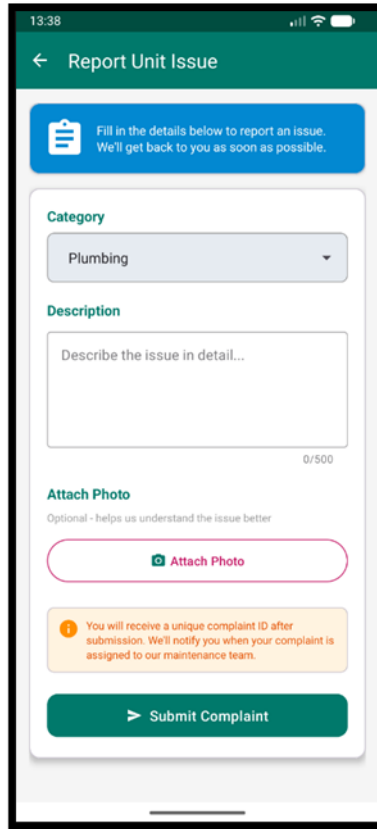 13:38
Report Unit Issue
Fill in the details below to report an issue.
We'll get back to you as soon as possible.
Category
Plumbing
Description
Describe the issue in detail...
0/500
Attach Photo
Optional - helps us understand the issue better
Attach Photo
You will receive a unique complaint ID after
submission. We'll notify you when your complaint is
assigned to our maintenance team.
Submit Complaint